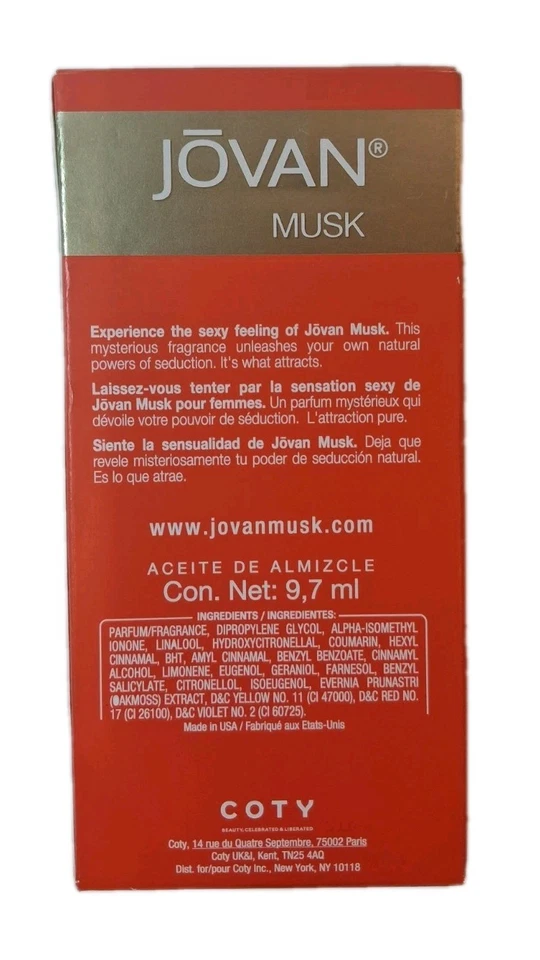 JŌVAN®
MUSK
Experience the sexy feeling of Jōvan Musk. This
mysterious fragrance unleashes your own natural
powers of seduction. It's what attracts.
Laissez-vous tenter par la sensation sexy de
Jōvan Musk pour femmes. Un parfum mystérieux qui
dévoile votre pouvoir de séduction. L'attraction pure.
Siente la sensualidad de Jōvan Musk. Deja que
revele misteriosamente tu poder de seducción natural.
Es lo que atrae.
www.jovanmusk.com
ACEITE DE ALMIZCLE
Con. Net: 9,7 ml
INGREDIENTS / INGREDIENTES:
PARFUM/FRAGRANCE, DIPROPYLENE GLYCOL, ALPHA-ISOMETHYL
IONONE, LINALOOL, HYDROXYCITRONELLAL, COUMARIN, HEXYL
CINNAMAL, BHT, AMYL CINNAMAL, BENZYL BENZOATE, CINNAMYL
ALCOHOL, LIMONENE, EUGENOL, GERANIOL, FARNESOL, BENZYL
SALICYLATE, CITRONELLOL, ISOEUGENOL, EVERNIA PRUNASTRI
(OAKMOSS) EXTRACT, D&C YELLOW NO. 11 (CI 47000), D&C RED NO.
17 (CI 26100), D&C VIOLET NO. 2 (CI 60725).
Made in USA / Fabriqué aux Etats-Unis
COTY
BEAUTY, CELEBRATED & LIBERATED
Coty, 14 rue du Quatre Septembre, 75002 Paris
Coty UK&I, Kent, TN25 4AQ
Dist. for/pour Coty Inc., New York, NY 10118